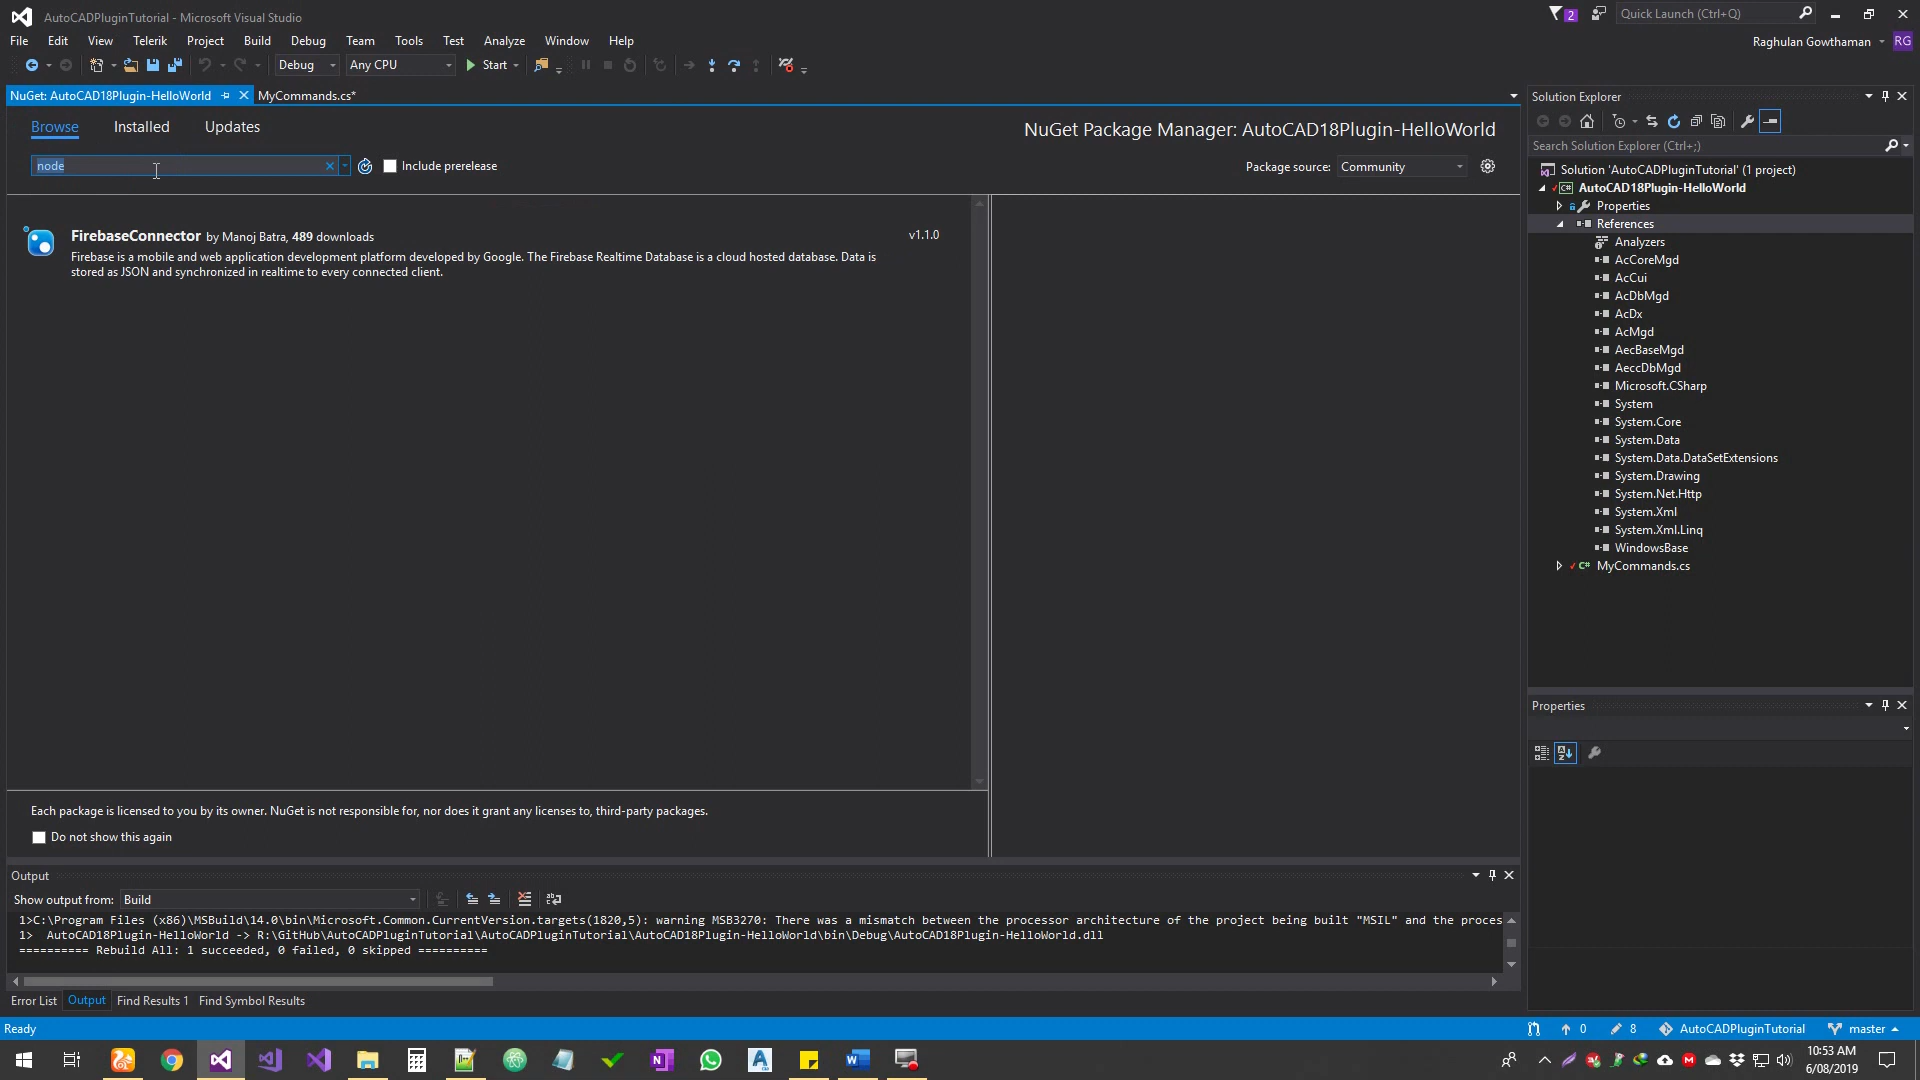 AutoCADPluginTutorial - Microsoft Visual Studio
2
Quick Launch (Ctrl+Q)
File Edit View Telerik Project Build Debug Team Tools Test Analyze Window Help
Raghulan Gowthaman RG
Debug Any CPU Start
NuGet: AutoCAD18Plugin-HelloWorld MyCommands.cs*
Browse Installed Updates
NuGet Package Manager: AutoCAD18Plugin-HelloWorld
node
Include prerelease
Package source: Community
FirebaseConnector by Manoj Batra, 489 downloads
v1.1.0
Firebase is a mobile and web application development platform developed by Google. The Firebase Realtime Database is a cloud hosted database. Data is
stored as JSON and synchronized in realtime to every connected client.
Each package is licensed to you by its owner. NuGet is not responsible for, nor does it grant any licenses to, third-party packages.
Do not show this again
Solution Explorer
Search Solution Explorer (Ctrl+;)
Solution 'AutoCADPluginTutorial' (1 project)
AutoCAD18Plugin-HelloWorld
Properties
References
Analyzers
AcCoreMgd
AcCui
AcDbMgd
AcDx
AcMgd
AecBaseMgd
AeccDbMgd
Microsoft.CSharp
System
System.Core
System.Data
System.Data.DataSetExtensions
System.Drawing
System.Net.Http
System.Xml
System.Xml.Linq
WindowsBase
C# MyCommands.cs
Properties
Output
Show output from: Build
1>C:\Program Files (x86)\MSBuild\14.0\bin\Microsoft.Common.CurrentVersion.targets(1820,5): warning MSB3270: There was a mismatch between the processor architecture of the project being built "MSIL" and the proces
1>  AutoCAD18Plugin-HelloWorld -> R:\GitHub\AutoCADPluginTutorial\AutoCADPluginTutorial\AutoCAD18Plugin-HelloWorld\bin\Debug\AutoCAD18Plugin-HelloWorld.dll
========== Rebuild All: 1 succeeded, 0 failed, 0 skipped ==========
Error List Output Find Results 1 Find Symbol Results
Ready
0 8 AutoCADPluginTutorial master
10:53 AM
6/08/2019